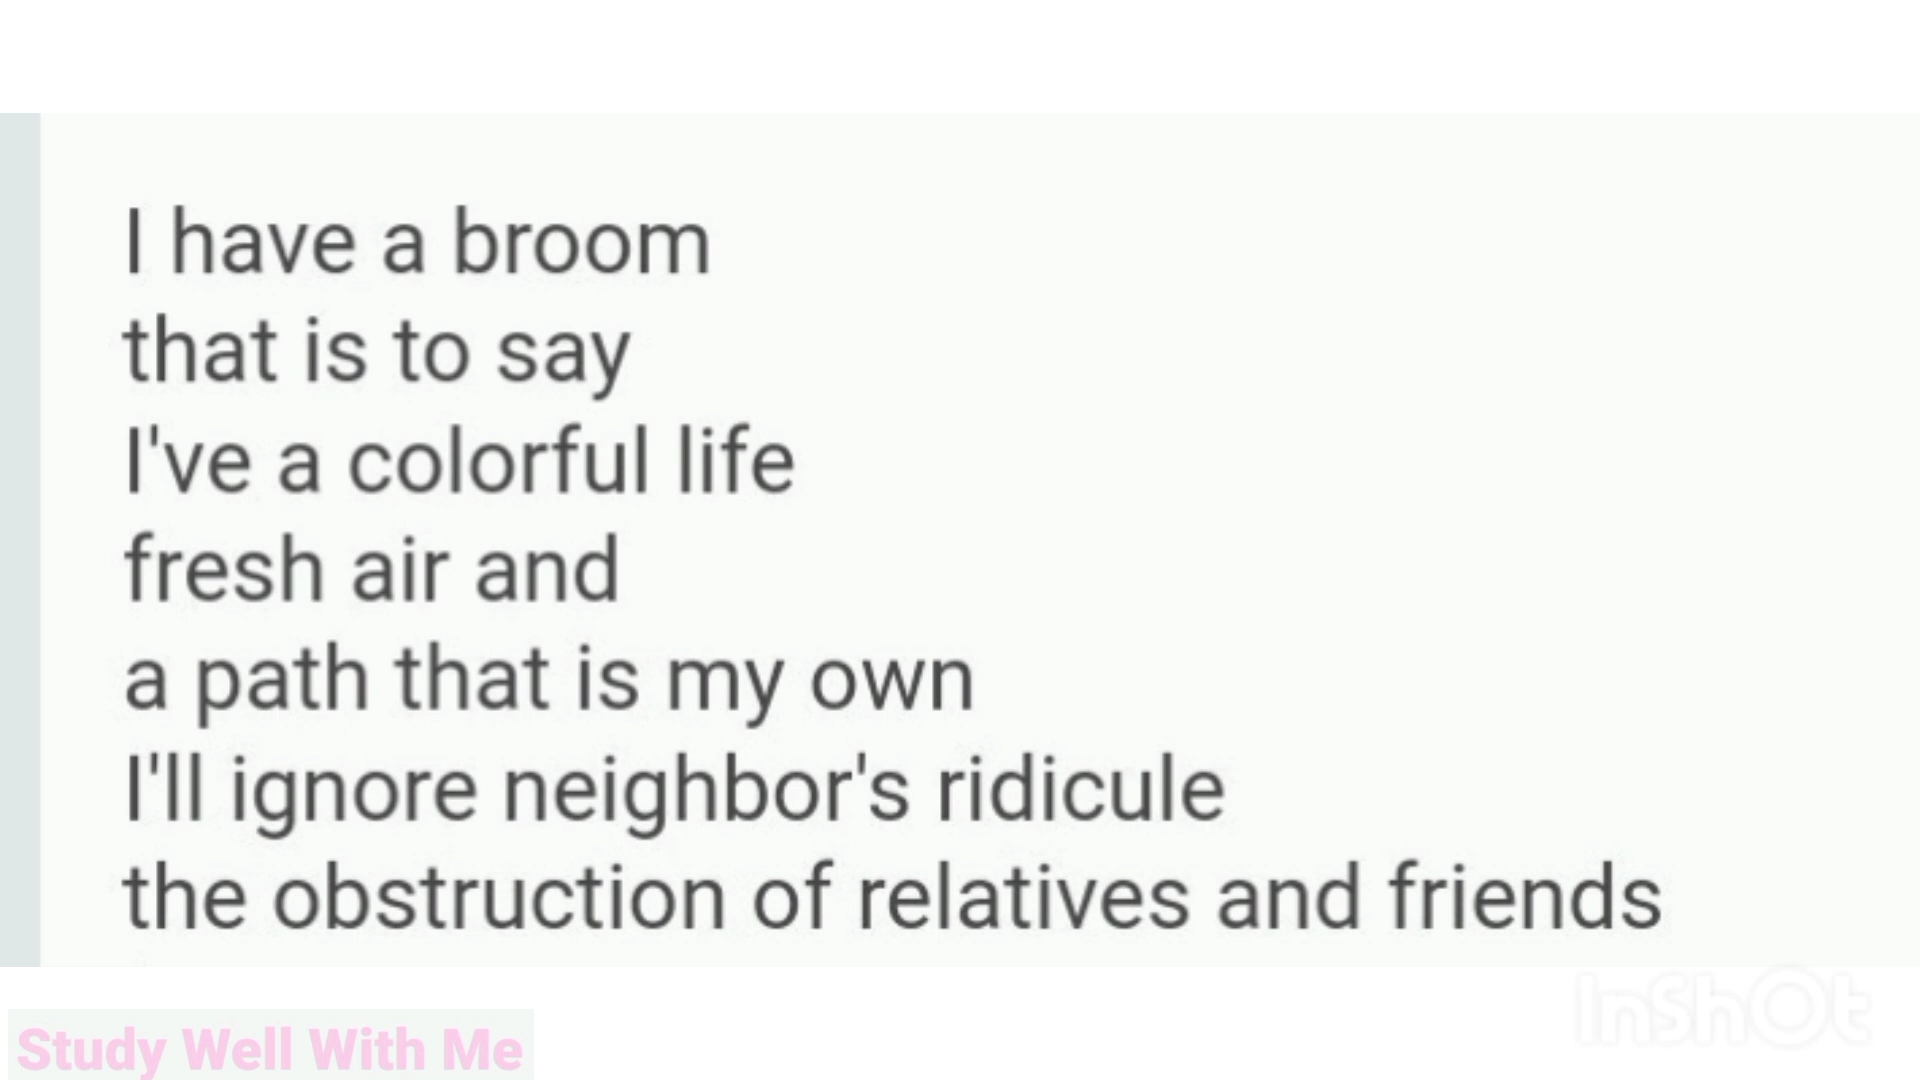 I have a broom
that is to say
I've a colorful life
fresh air and
a path that is my own
I'll ignore neighbor's ridicule
the obstruction of relatives and friends
InShOt
Study Well With Me